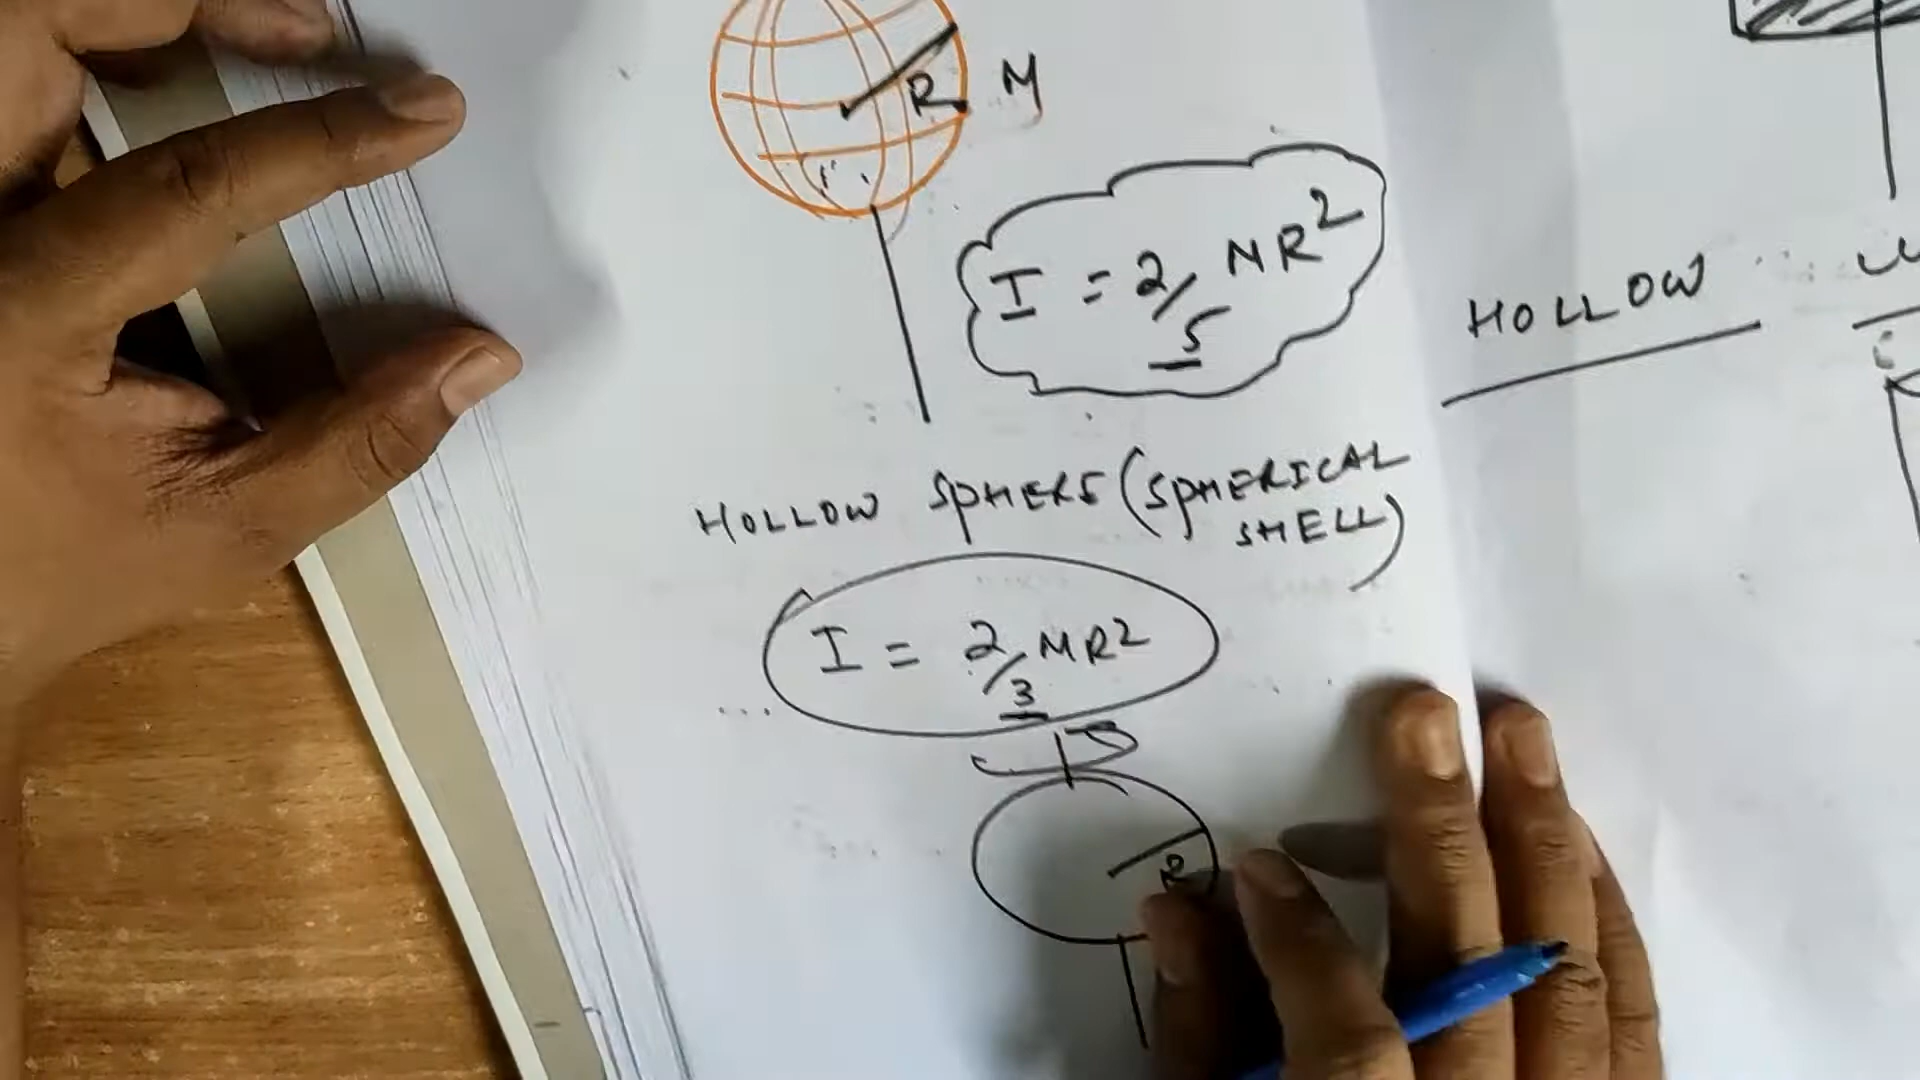 R M
I = 2/5 MR²
HOLLOW SPHERE (SPHERICAL
SHELL)
I = 2/3 MR²
R
HOLLOW